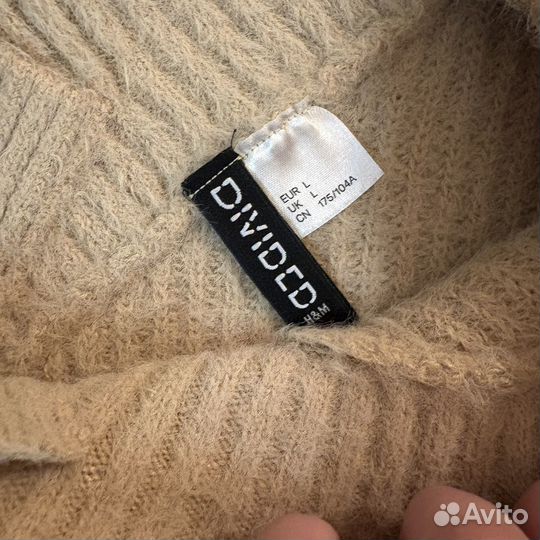 EUR L
UK L
CN 175/104A
DIVIDED
H&M
Avito